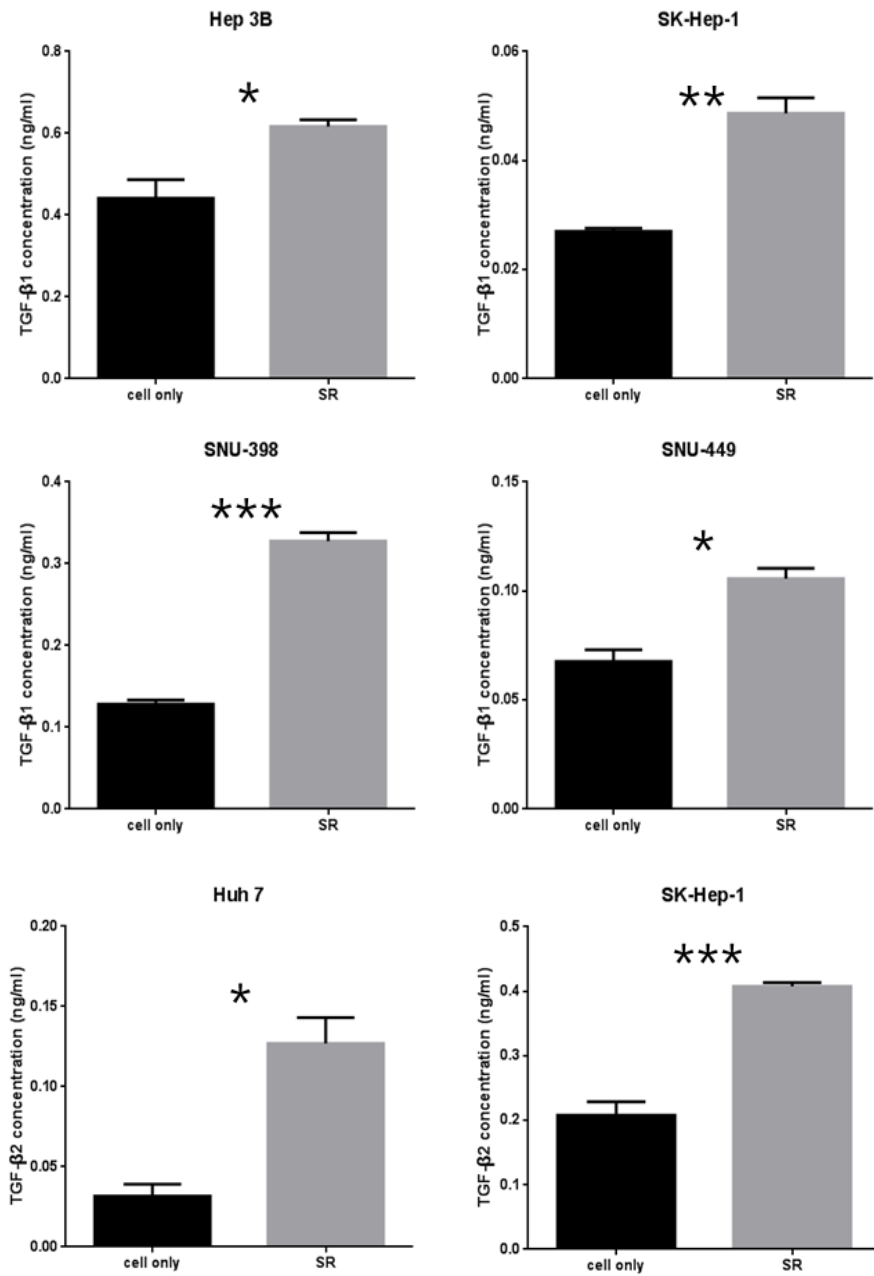 Hep 3B
TGF-β1 concentration (ng/ml)
0.8
0.6
0.4
0.2
0.0
*
cell only SR
SK-Hep-1
TGF-β1 concentration (ng/ml)
0.06
0.04
0.02
0.00
**
cell only SR
SNU-398
TGF-β1 concentration (ng/ml)
0.4
0.3
0.2
0.1
0.0
***
cell only SR
SNU-449
TGF-β1 concentration (ng/ml)
0.15
0.10
0.05
0.00
*
cell only SR
Huh 7
TGF-β2 concentration (ng/ml)
0.20
0.15
0.10
0.05
0.00
*
cell only SR
SK-Hep-1
TGF-β2 concentration (ng/ml)
0.5
0.4
0.3
0.2
0.1
0.0
***
cell only SR